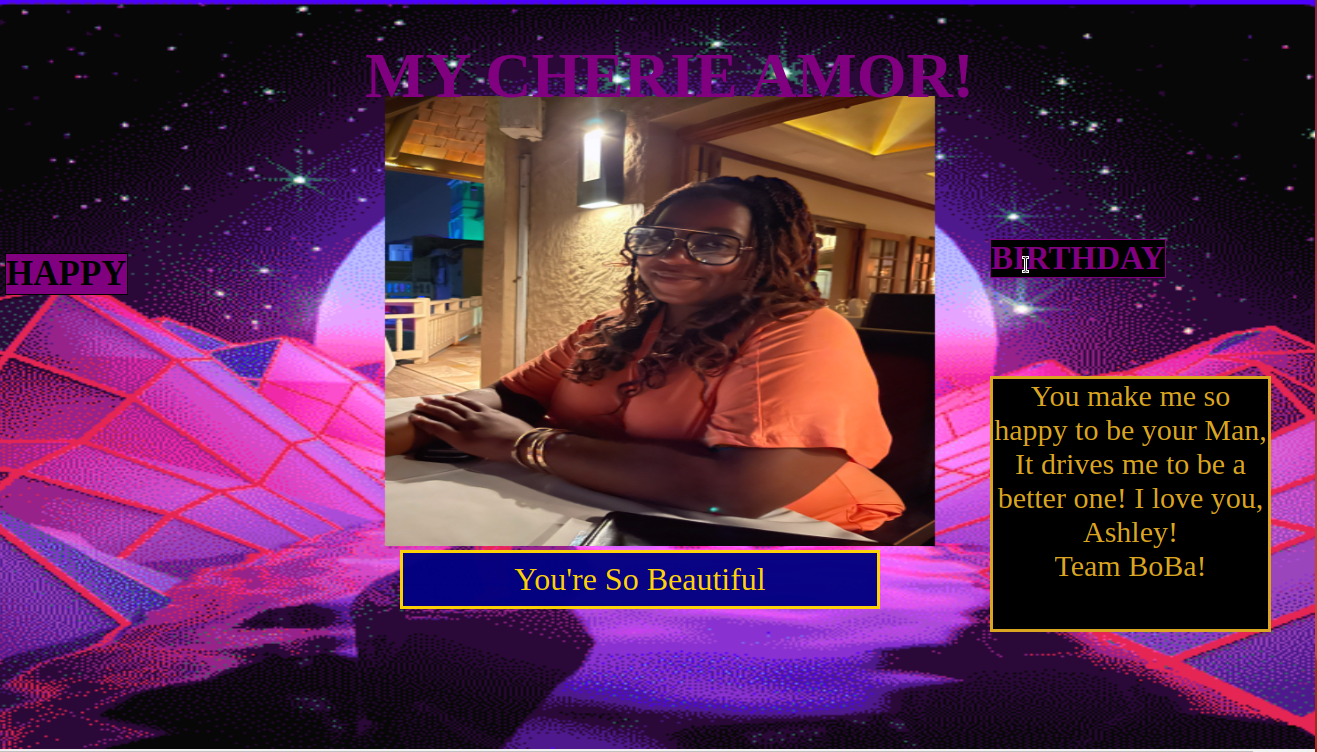 MY CHERIE AMOR!
HAPPY
BIRTHDAY
You make me so
happy to be your Man,
It drives me to be a
better one! I love you,
Ashley!
Team BoBa!
You're So Beautiful